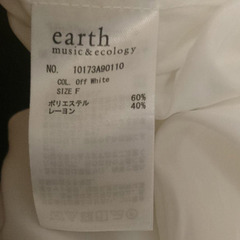 earth
music&ecology
NO. 10173A90110
COL. Off White
SIZE F
ポリエステル 60%
レーヨン 40%